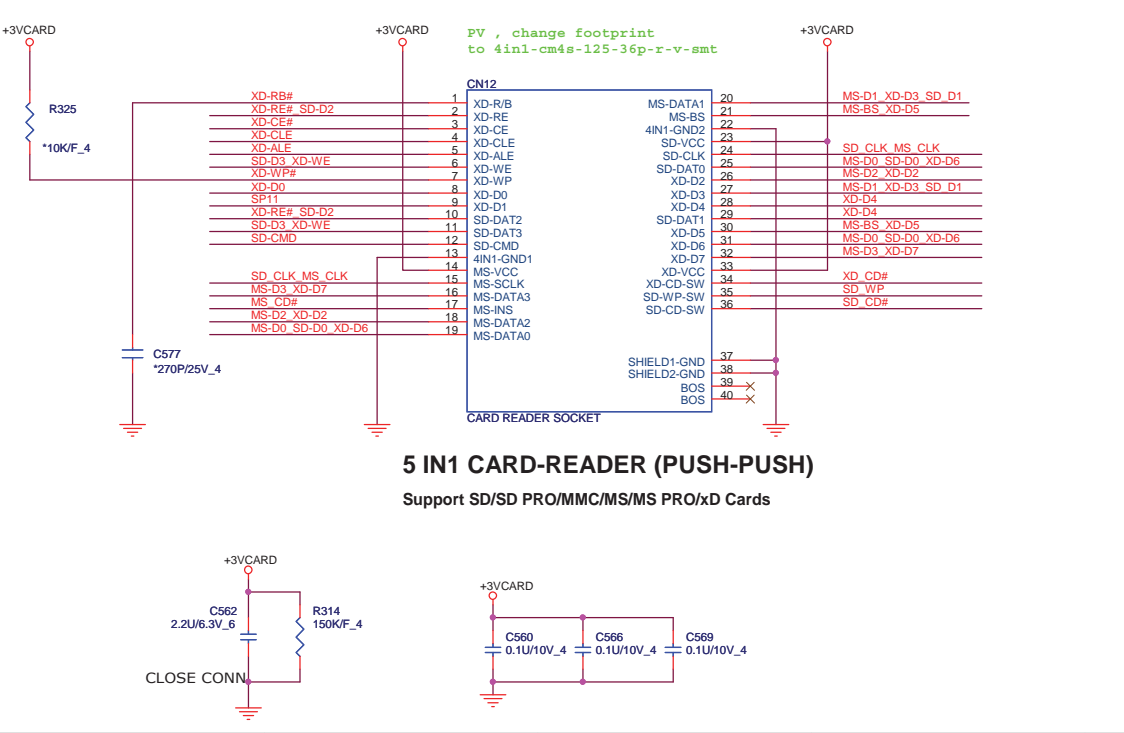 +3VCARD
R325
*10K/F_4
+3VCARD
PV , change footprint
to 4in1-cm4s-125-36p-r-v-smt
+3VCARD
CN12
XD-RB# 1 XD-R/B
XD-RE#_SD-D2 2 XD-RE
XD-CE# 3 XD-CE
XD-CLE 4 XD-CLE
XD-ALE 5 XD-ALE
SD-D3_XD-WE 6 XD-WE
XD-WP# 7 XD-WP
XD-D0 8 XD-D0
SP11 9 XD-D1
XD-RE#_SD-D2 10 SD-DAT2
SD-D3_XD-WE 11 SD-DAT3
SD-CMD 12 SD-CMD
13 4IN1-GND1
14 MS-VCC
SD_CLK_MS_CLK 15 MS-SCLK
MS-D3_XD-D7 16 MS-DATA3
MS_CD# 17 MS-INS
MS-D2_XD-D2 18 MS-DATA2
MS-D0_SD-D0_XD-D6 19 MS-DATA0
MS-DATA1 20 MS-D1_XD-D3_SD_D1
MS-BS 21 MS-BS_XD-D5
4IN1-GND2 22
SD-VCC 23
SD-CLK 24 SD_CLK_MS_CLK
SD-DAT0 25 MS-D0_SD-D0_XD-D6
XD-D2 26 MS-D2_XD-D2
XD-D3 27 MS-D1_XD-D3_SD_D1
XD-D4 28 XD-D4
SD-DAT1 29 XD-D4
XD-D5 30 MS-BS_XD-D5
XD-D6 31 MS-D0_SD-D0_XD-D6
XD-D7 32 MS-D3_XD-D7
XD-VCC 33
XD-CD-SW 34 XD_CD#
SD-WP-SW 35 SD_WP
SD-CD-SW 36 SD_CD#
SHIELD1-GND 37
SHIELD2-GND 38
BOS 39
BOS 40
C577
*270P/25V_4
CARD READER SOCKET
5 IN1 CARD-READER (PUSH-PUSH)
Support SD/SD PRO/MMC/MS/MS PRO/xD Cards
+3VCARD
C562
2.2U/6.3V_6
R314
150K/F_4
CLOSE CONN
+3VCARD
C560
0.1U/10V_4
C566
0.1U/10V_4
C569
0.1U/10V_4